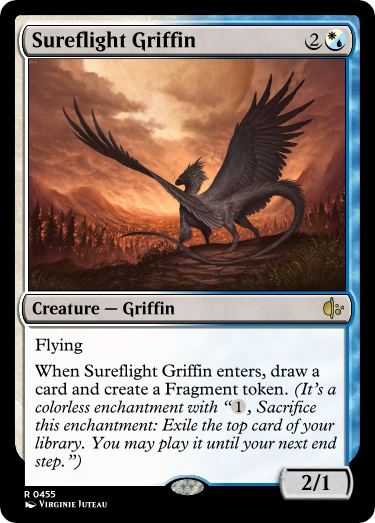 Sureflight Griffin 2
Creature — Griffin
Flying
When Sureflight Griffin enters, draw a
card and create a Fragment token. (It's a
colorless enchantment with “1, Sacrifice
this enchantment: Exile the top card of your
library. You may play it until your next end
step.”)
2/1
R 0455
Virginie Juteau